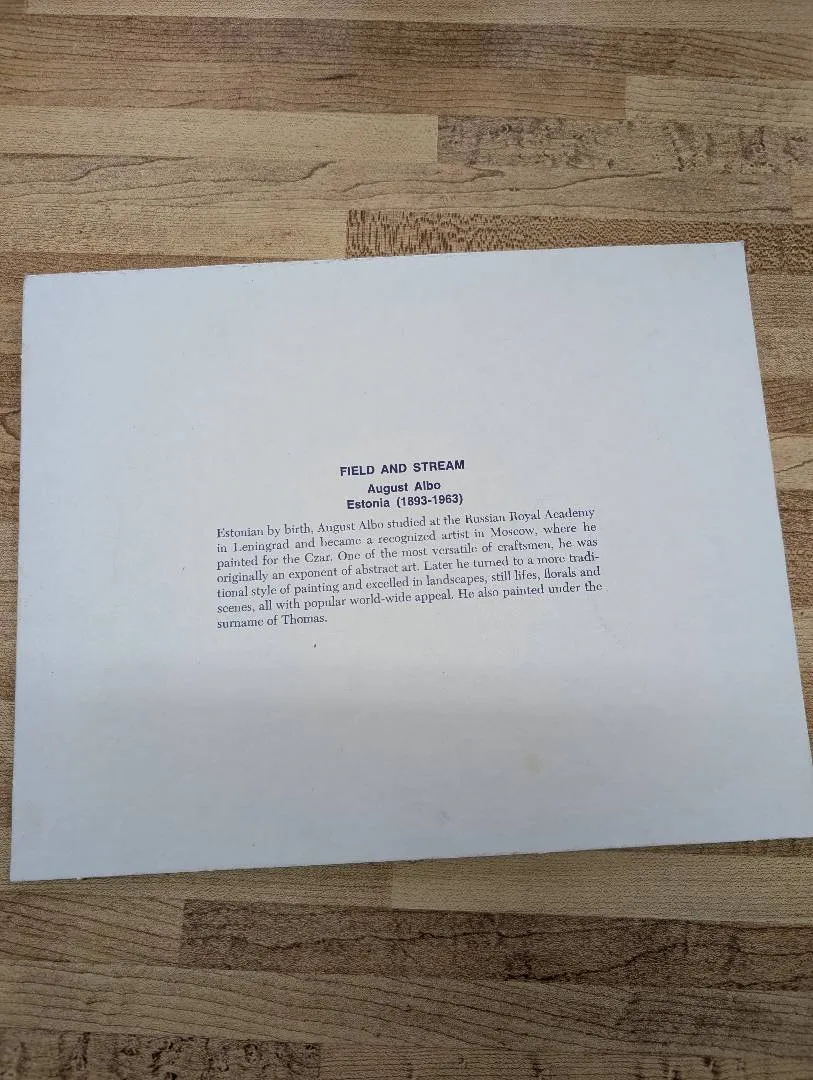 FIELD AND STREAM
August Albo
Estonia (1893-1963)
Estonian by birth, August Albo studied at the Russian Royal Academy
in Leningrad and became a recognized artist in Moscow, where he
painted for the Czar. One of the most versatile of craftsmen, he was
originally an exponent of abstract art. Later he turned to a more tradi-
tional style of painting and excelled in landscapes, still lifes, florals and
scenes, all with popular world-wide appeal. He also painted under the
surname of Thomas.